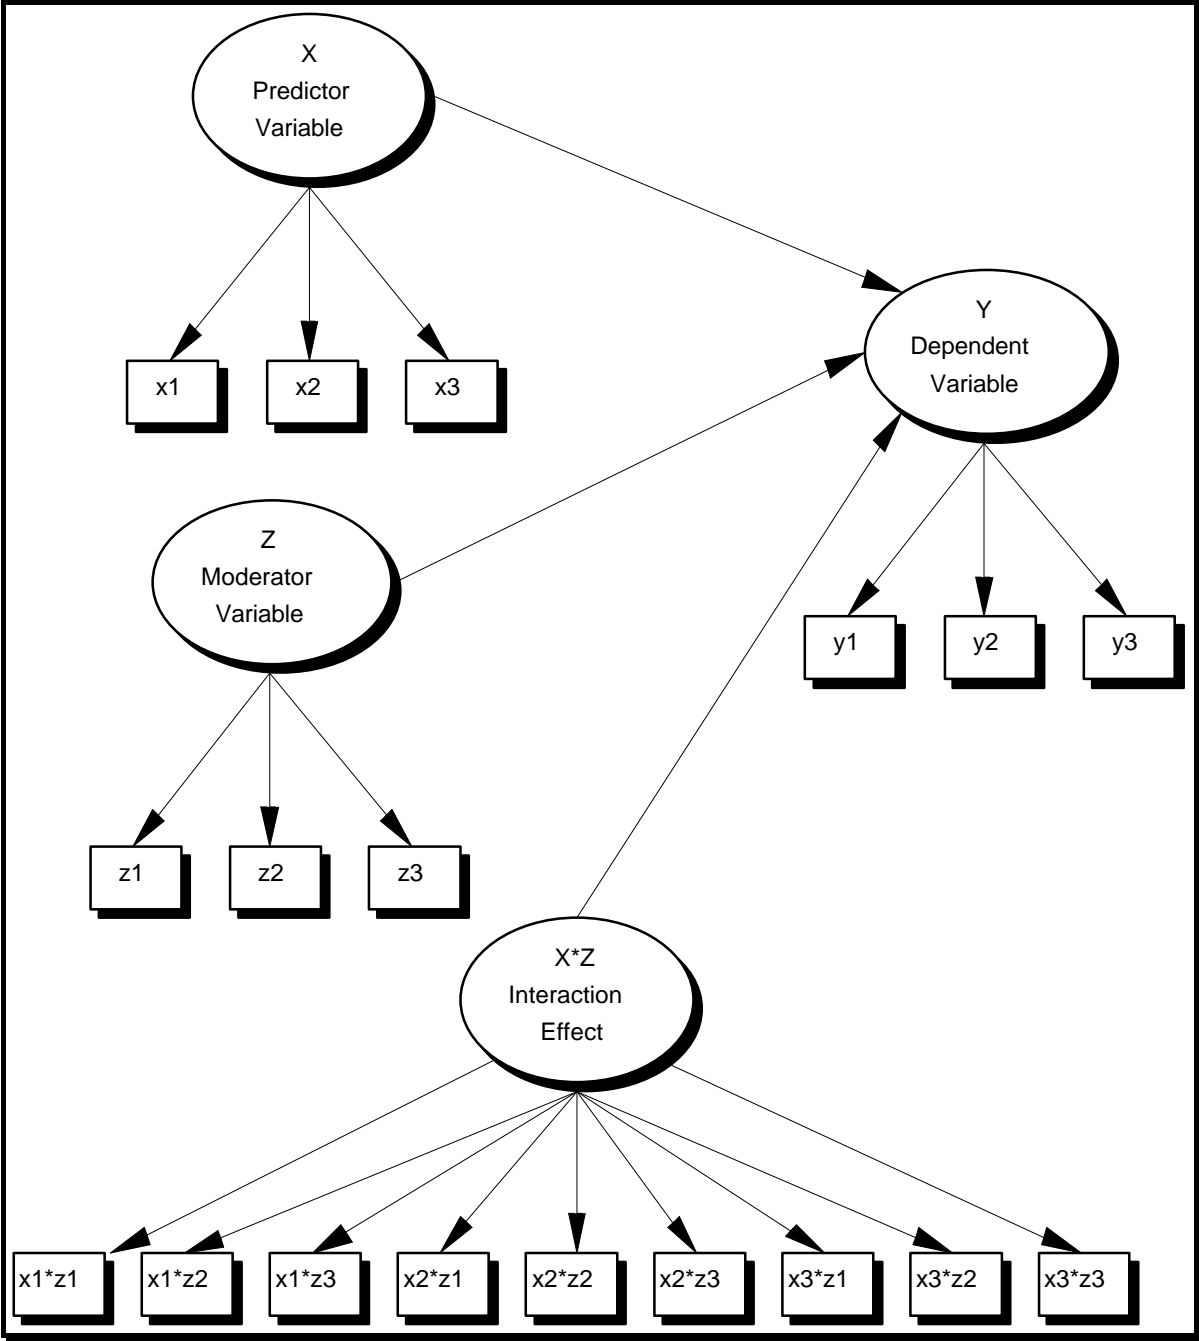 X
Predictor
Variable
x1
x2
x3
Y
Dependent
Variable
y1
y2
y3
Z
Moderator
Variable
z1
z2
z3
X*Z
Interaction
Effect
x1*z1
x1*z2
x1*z3
x2*z1
x2*z2
x2*z3
x3*z1
x3*z2
x3*z3